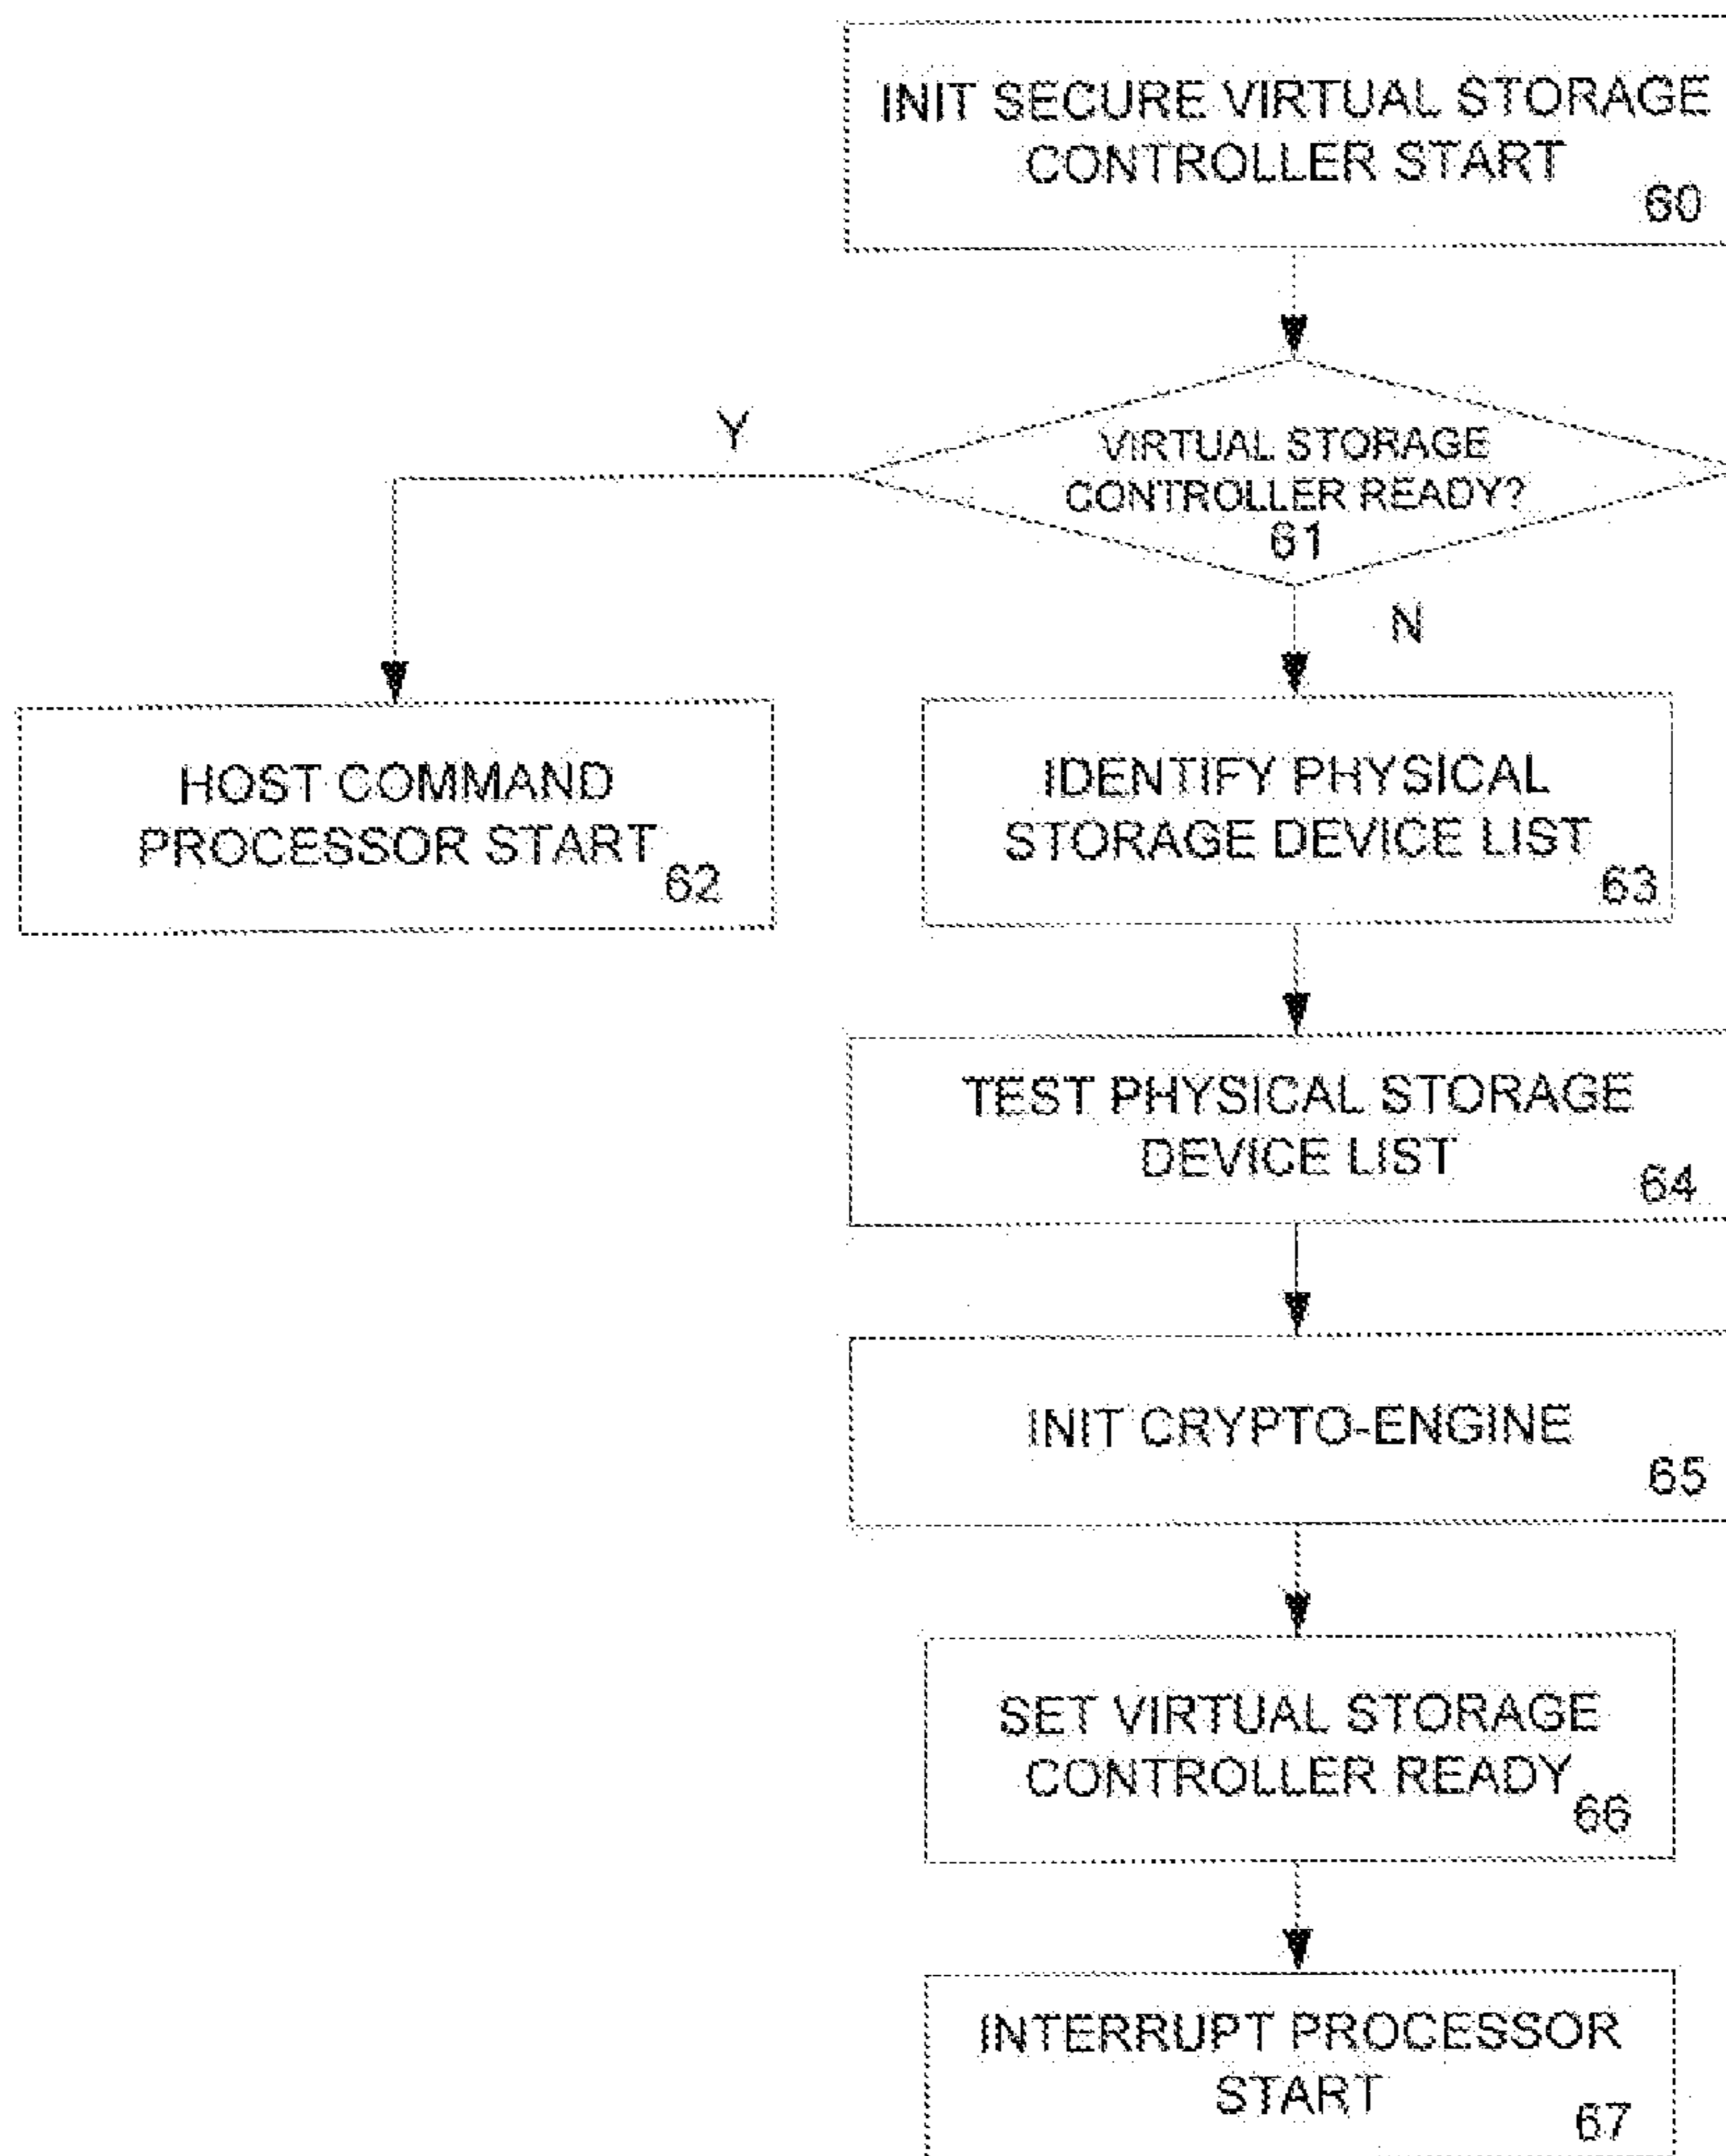 INIT SECURE VIRTUAL STORAGE
CONTROLLER START
60
VIRTUAL STORAGE
CONTROLLER READY?
61
Y
N
HOST COMMAND
PROCESSOR START
62
IDENTIFY PHYSICAL
STORAGE DEVICE LIST
63
TEST PHYSICAL STORAGE
DEVICE LIST
64
INIT CRYPTO-ENGINE
65
SET VIRTUAL STORAGE
CONTROLLER READY
66
INTERRUPT PROCESSOR
START
67